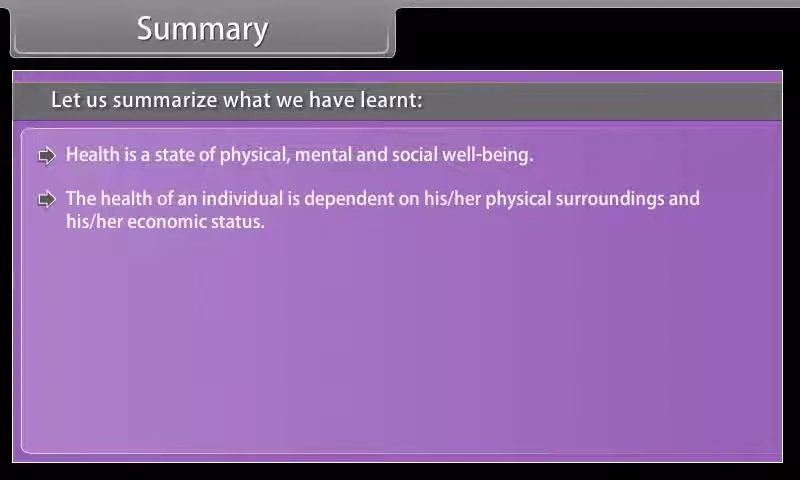 Summary
Let us summarize what we have learnt:
Health is a state of physical, mental and social well-being.
The health of an individual is dependent on his/her physical surroundings and
his/her economic status.